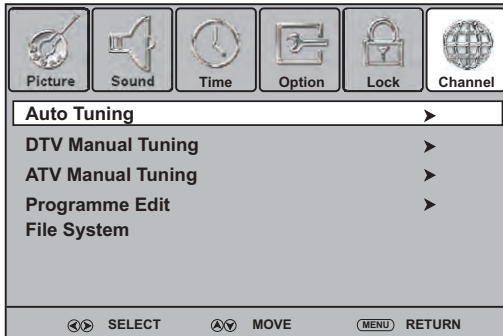 Picture Sound Time Option Lock Channel
Auto Tuning
DTV Manual Tuning
ATV Manual Tuning
Programme Edit
File System
SELECT MOVE MENU RETURN